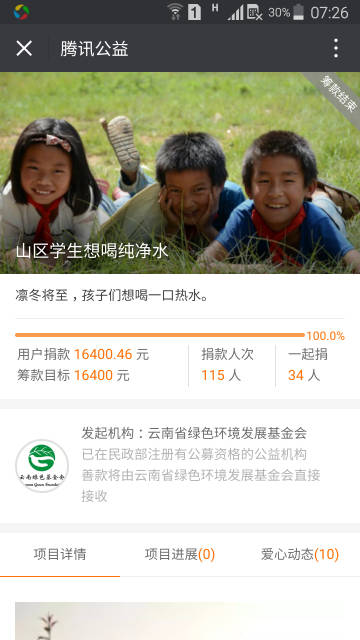 1
H
30%
07:26
腾讯公益
筹款结束
山区学生想喝纯净水
凛冬将至，孩子们想喝一口热水。
100.0%
用户捐款 16400.46 元
捐款人次
一起捐
筹款目标 16400 元
115 人
34 人
发起机构：云南省绿色环境发展基金会
已在民政部注册有公募资格的公益机构
善款将由云南省绿色环境发展基金会直接
接收
云南绿色基金会
项目详情
项目进展(0)
爱心动态(10)